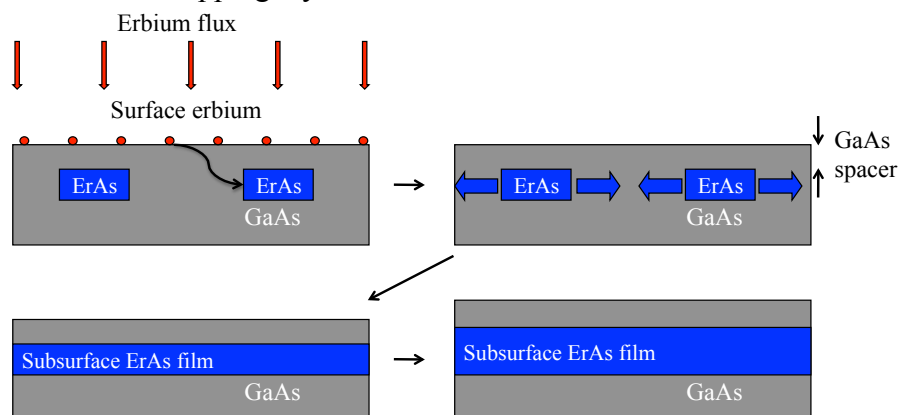 Erbium flux
Surface erbium
ErAs
ErAs
GaAs
ErAs
ErAs
GaAs
GaAs
spacer
Subsurface ErAs film
GaAs
Subsurface ErAs film
GaAs